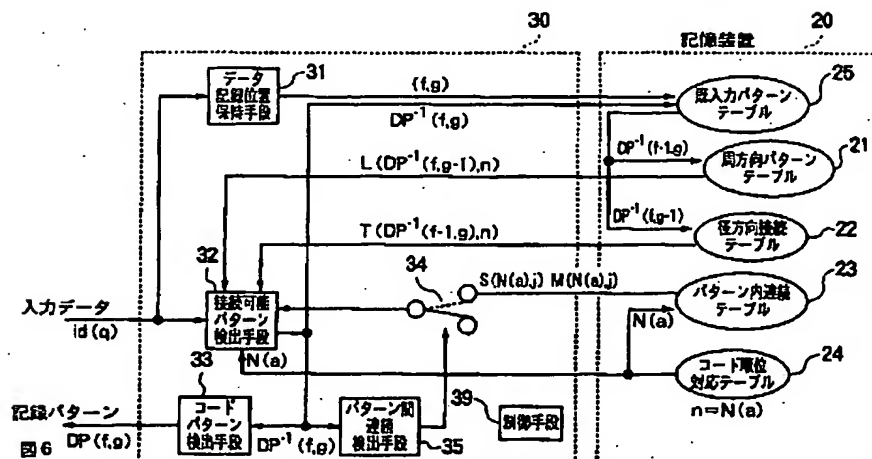 30
20
記憶装置
データ
記録位置
保持手段
31
(f,g)
DP⁻¹(f,g)
既入力パターン
テーブル
25
L(DP⁻¹(f,g-1),n)
DP⁻¹(f-1,g)
周方向パターン
テーブル
21
T(DP⁻¹(f-1,g),n)
DP⁻¹(f,g-1)
径方向接続
テーブル
22
32
接続可能
パターン
検出手段
34
S(N(a),j) M(N(a),j)
パターン内連続
テーブル
23
入力データ
id(q)
N(a)
N(a)
コード順位
対応テーブル
24
n=N(a)
33
コード
パターン
検出手段
記録パターン
DP(f,g)
DP⁻¹(f,g)
パターン間
連続
検出手段
35
39
制御手段
図6